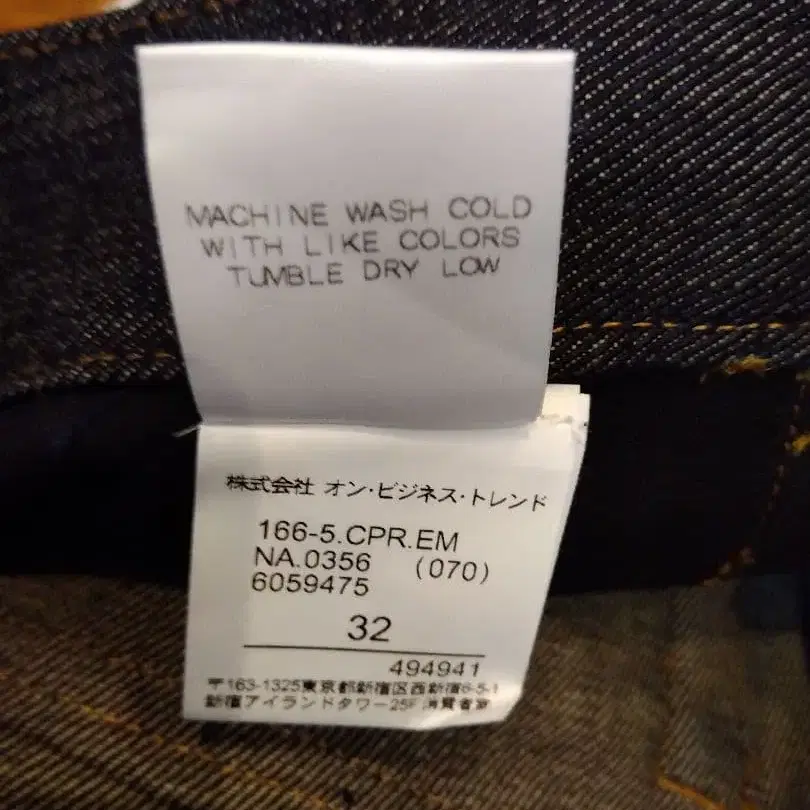 MACHINE WASH COLD
WITH LIKE COLORS
TUMBLE DRY LOW
株式会社 オン・ビジネス・トレンド
166-5.CPR.EM
NA.0356 (070)
6059475
32
494941
〒163-1325東京都新宿区西新宿6-5-1
新宿アイランドタワー25F 消費者室